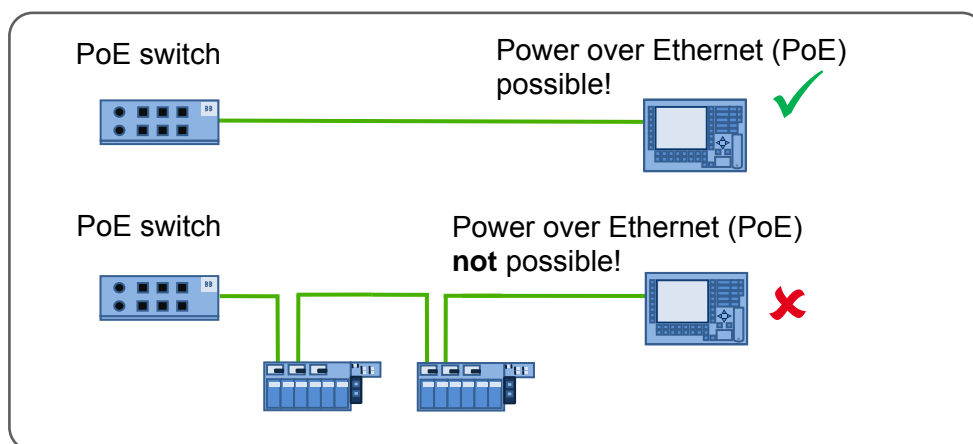 PoE switch
Power over Ethernet (PoE)
possible!
PoE switch
Power over Ethernet (PoE)
not possible!